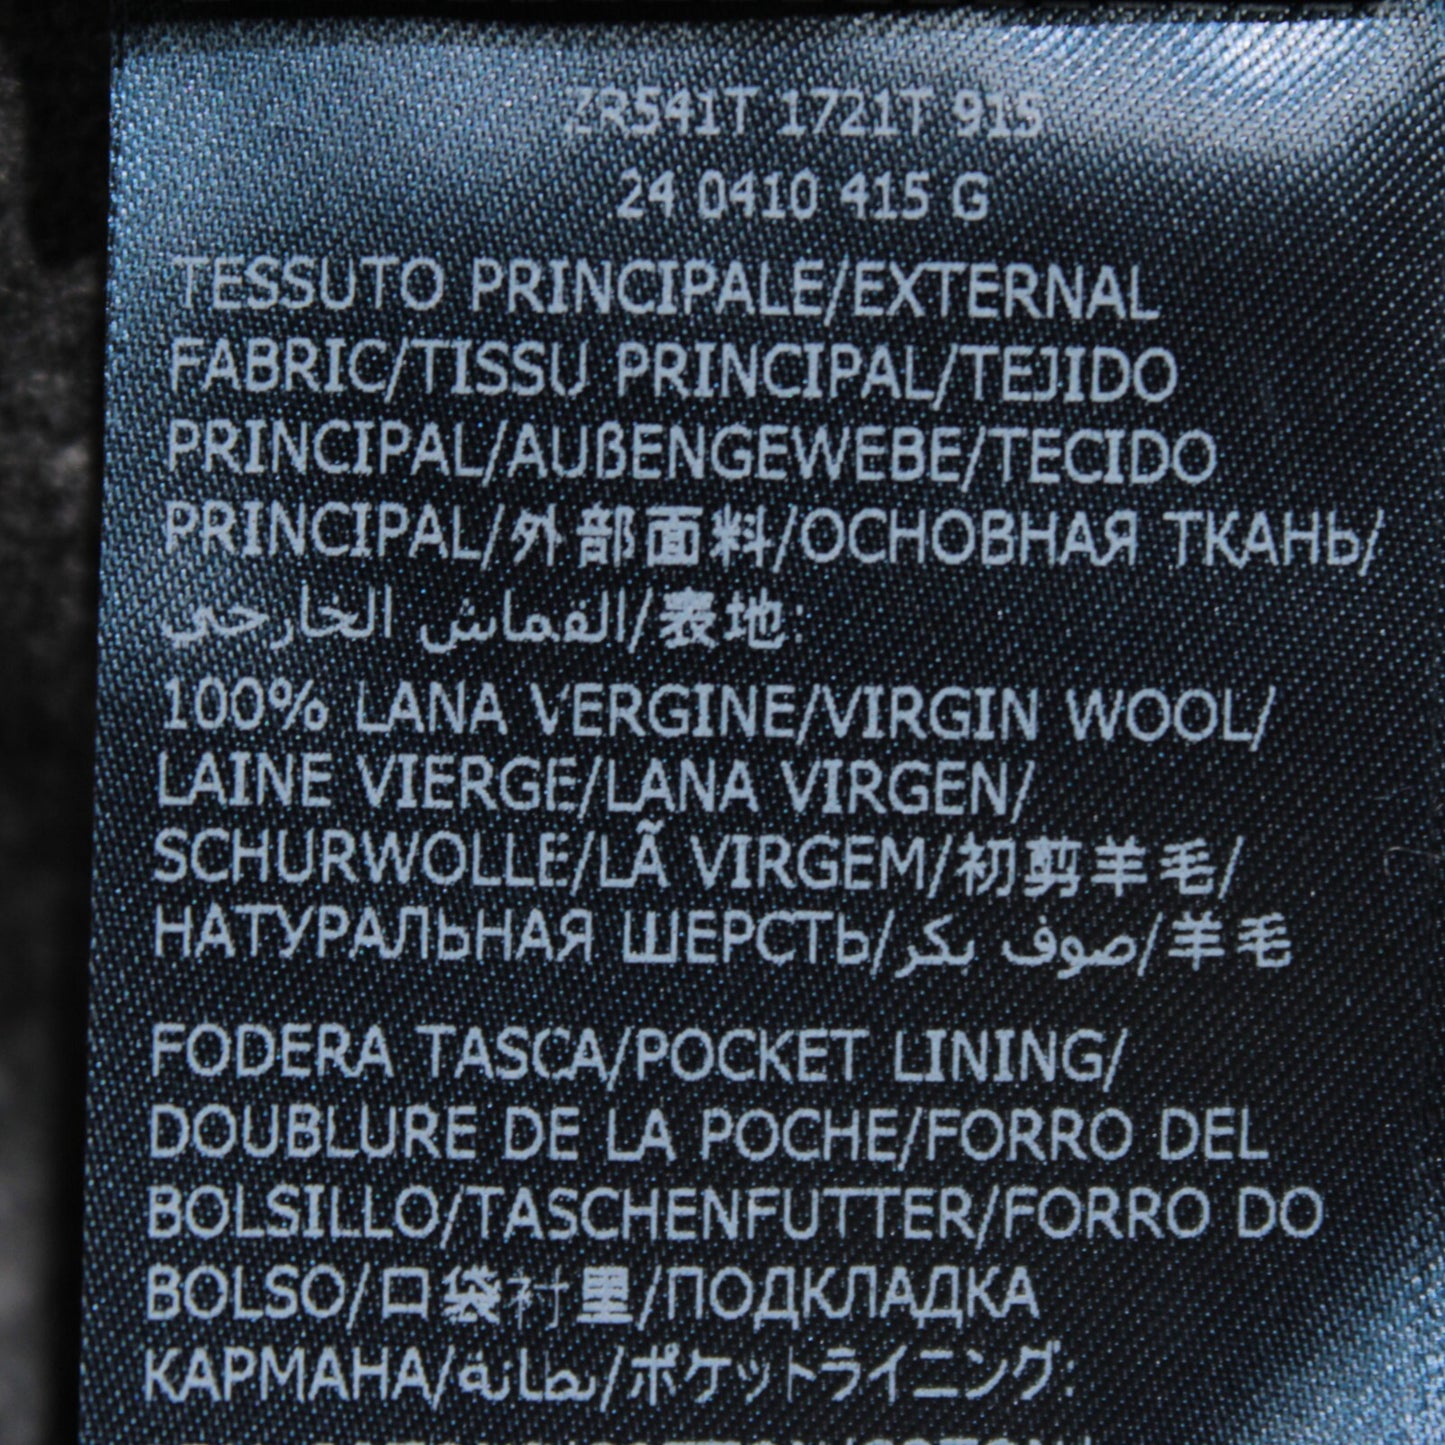 ZR541T 1721T 915
24 0410 415 G
TESSUTO PRINCIPALE/EXTERNAL
FABRIC/TISSU PRINCIPAL/TEJIDO
PRINCIPAL/AUßENGEWEBE/TECIDO
PRINCIPAL/外部面料/ОСНОВНАЯ ТКАНЬ/
القماش الخارجي/表地:
100% LANA VERGINE/VIRGIN WOOL/
LAINE VIERGE/LANA VIRGEN/
SCHURWOLLE/LÃ VIRGEM/初剪羊毛/
НАТУРАЛЬНАЯ ШЕРСТЬ/صوف بكر/羊毛
FODERA TASCA/POCKET LINING/
DOUBLURE DE LA POCHE/FORRO DEL
BOLSILLO/TASCHENFUTTER/FORRO DO
BOLSO/口袋衬里/ПОДКЛАДКА
КАРМАНА/بطانة/ポケットライニング: